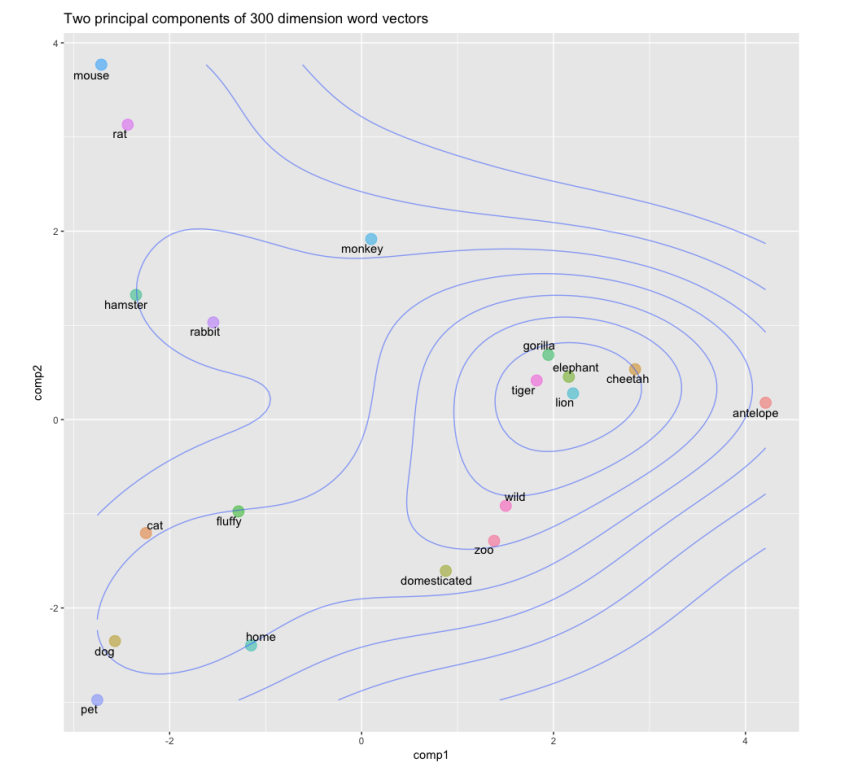 Two principal components of 300 dimension word vectors
4
mouse
rat
2
monkey
hamster
rabbit
gorilla
elephant
cheetah
tiger
lion
comp2
0
antelope
wild
cat
fluffy
zoo
domesticated
-2
home
dog
pet
-2 0 2 4
comp1